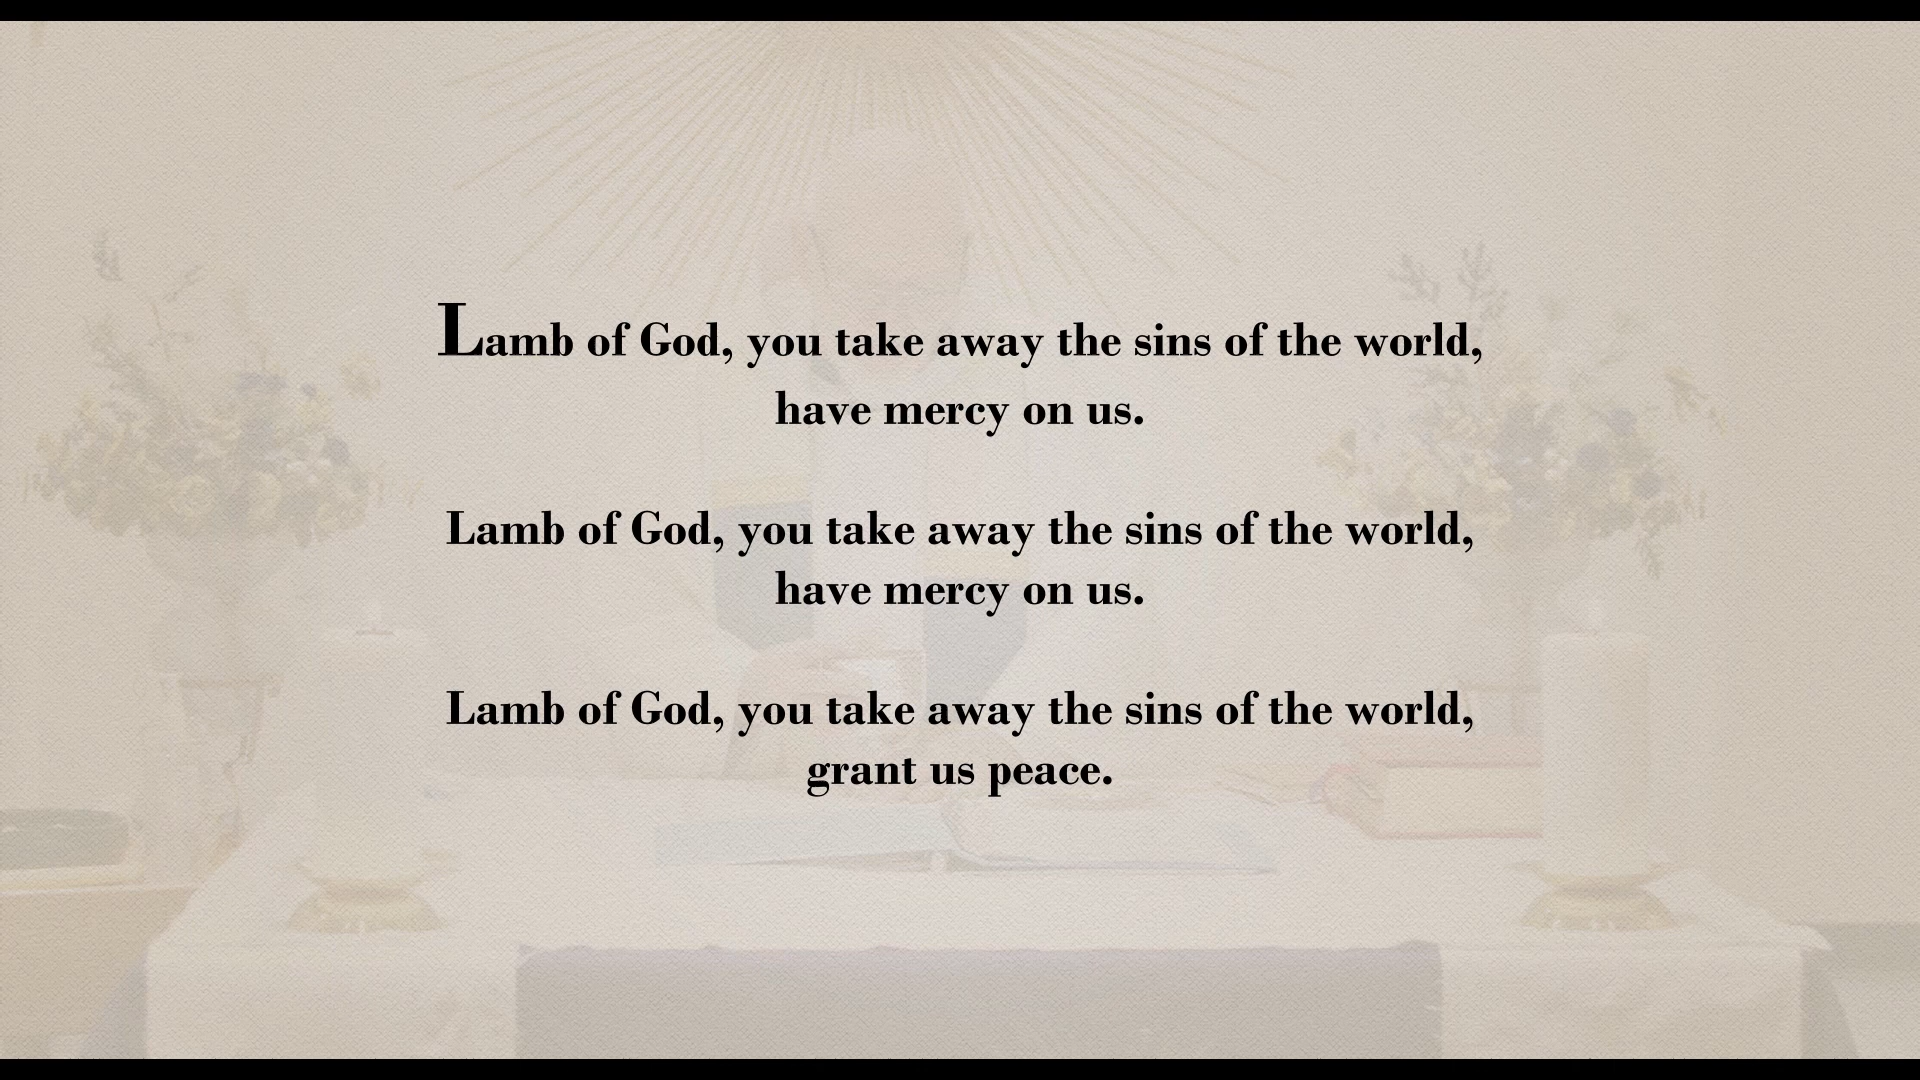 Lamb of God, you take away the sins of the world,
have mercy on us.
Lamb of God, you take away the sins of the world,
have mercy on us.
Lamb of God, you take away the sins of the world,
grant us peace.